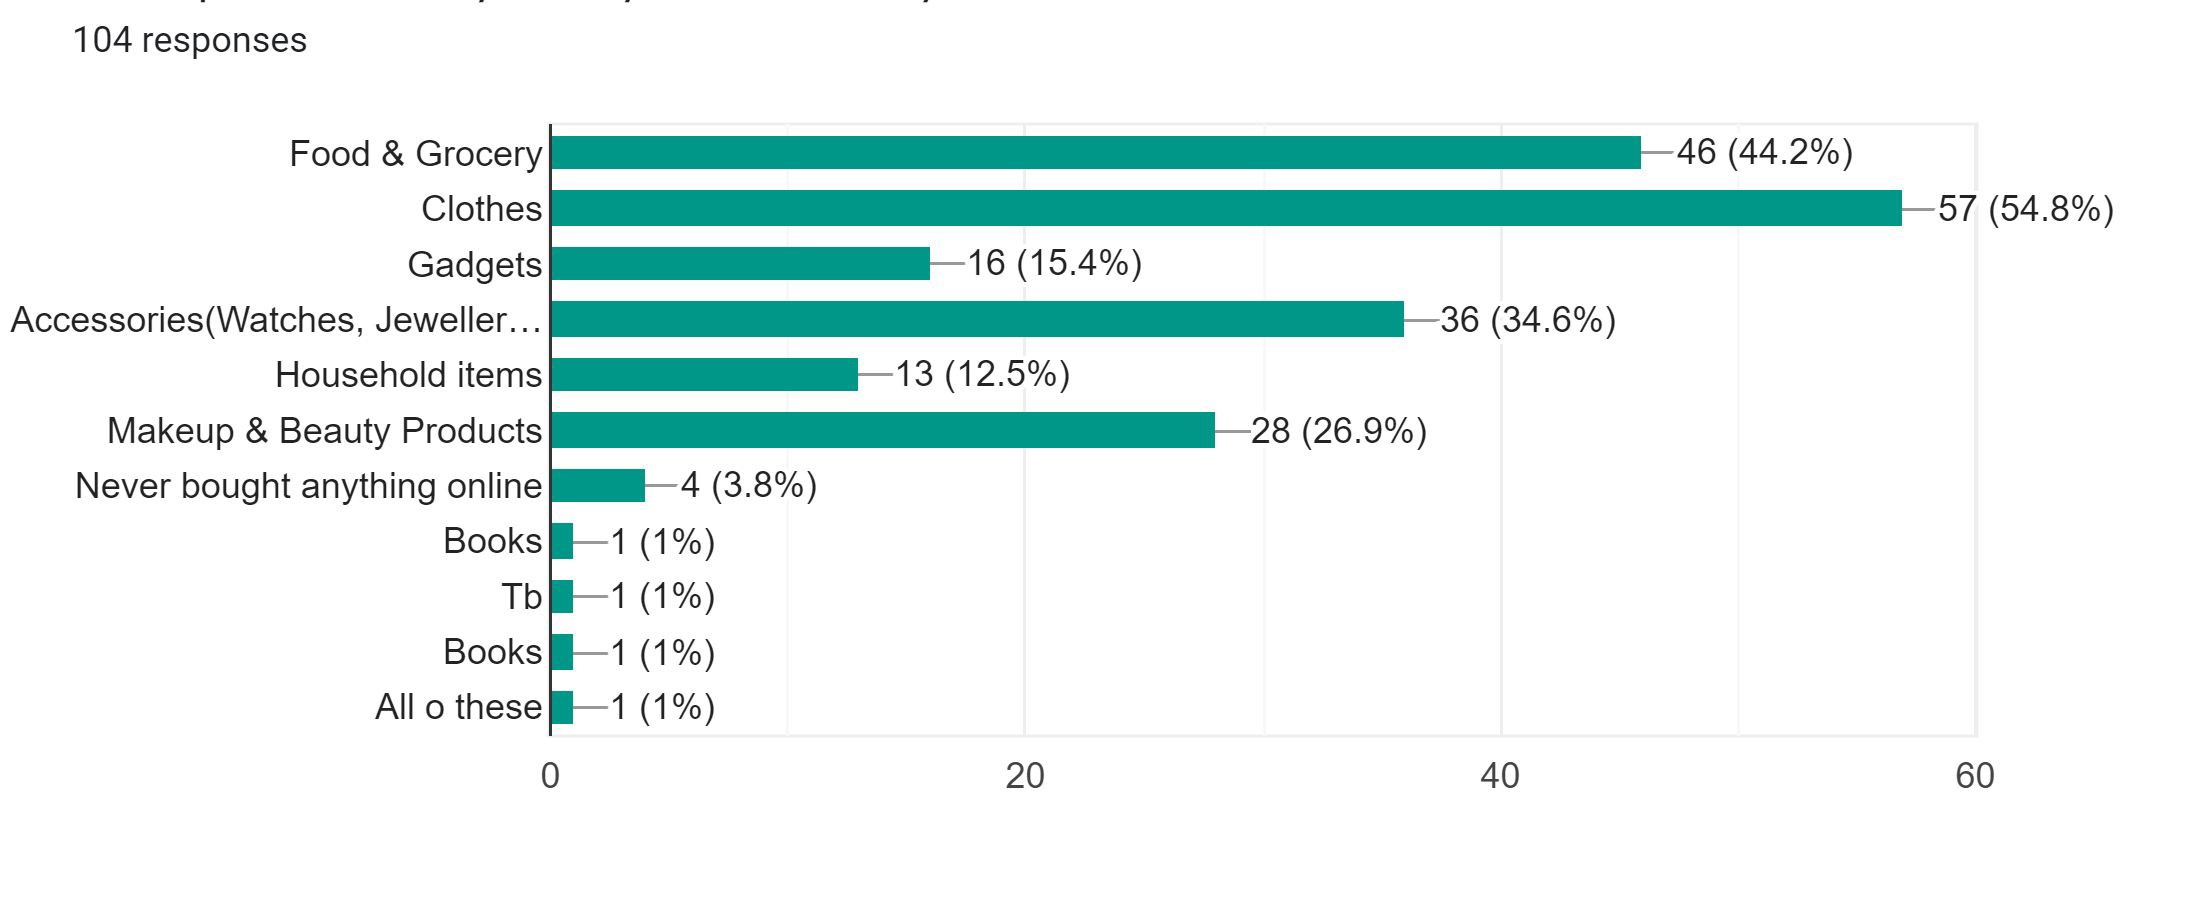 104 responses
Food & Grocery 46 (44.2%)
Clothes 57 (54.8%)
Gadgets 16 (15.4%)
Accessories(Watches, Jeweller… 36 (34.6%)
Household items 13 (12.5%)
Makeup & Beauty Products 28 (26.9%)
Never bought anything online 4 (3.8%)
Books 1 (1%)
Tb 1 (1%)
Books 1 (1%)
All o these 1 (1%)
0 20 40 60